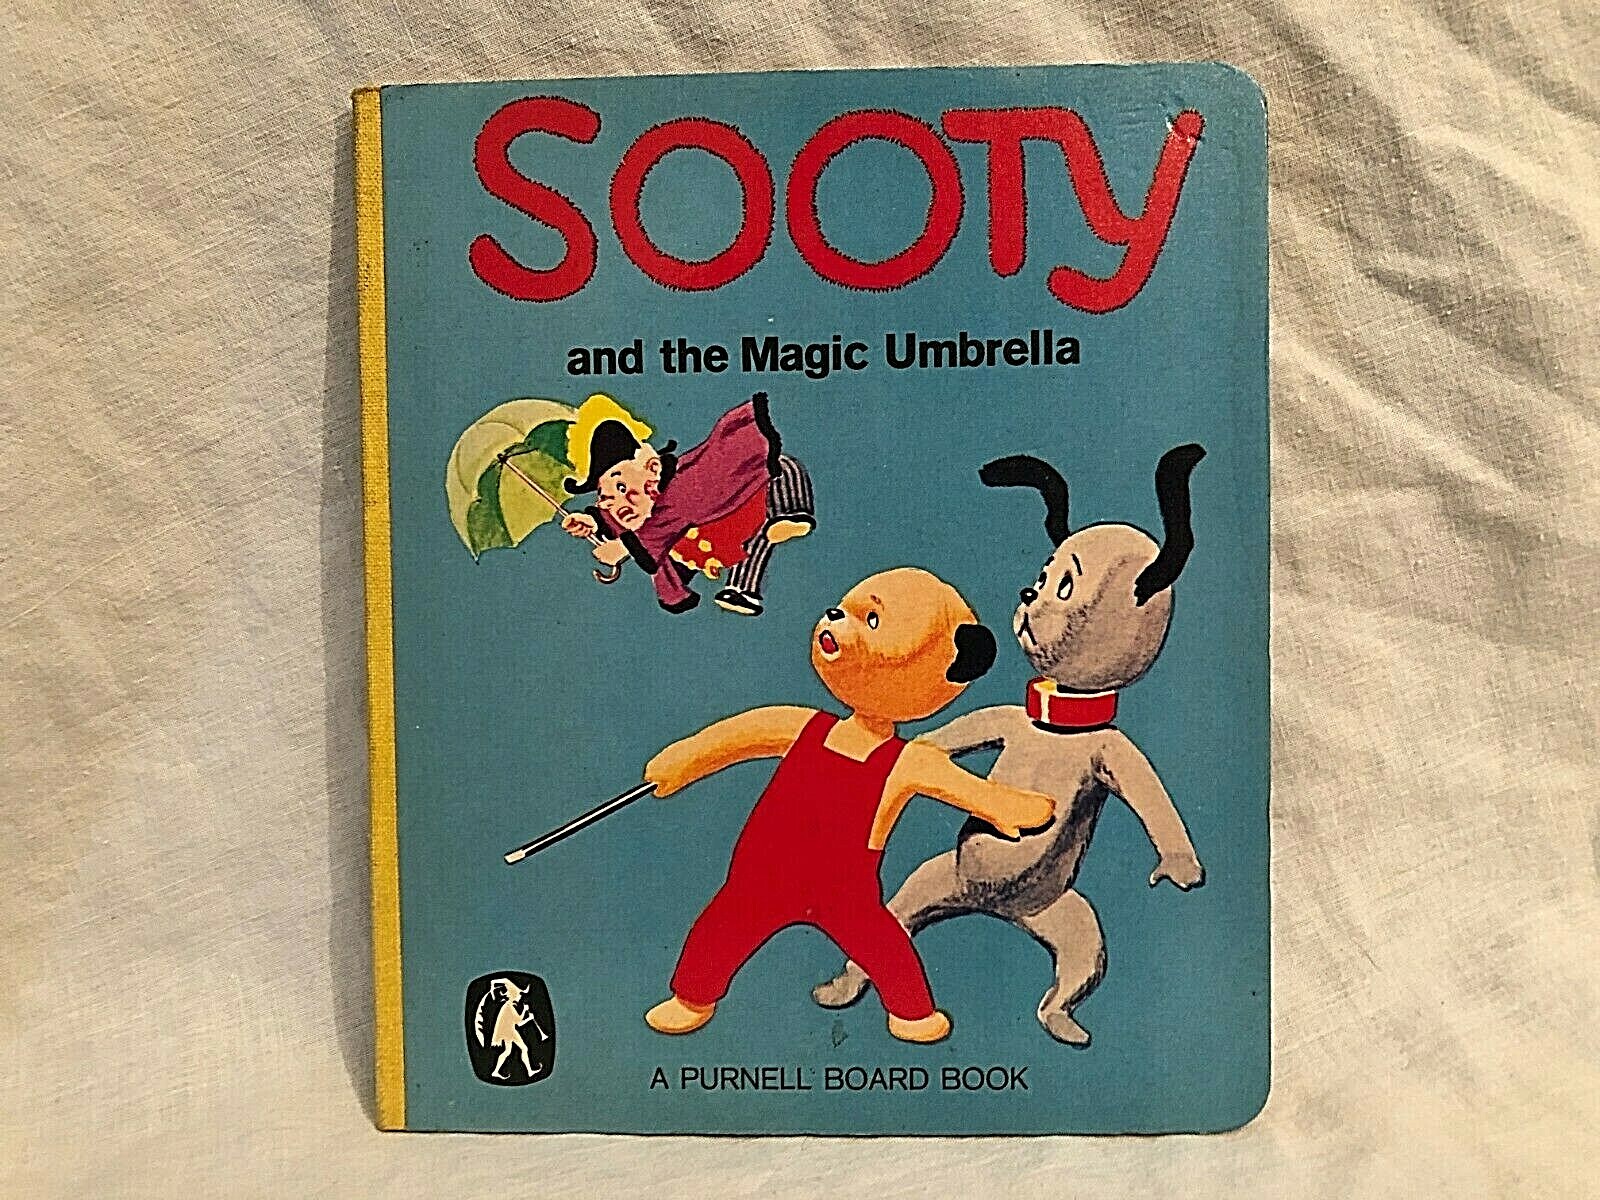 SOOTY
and the Magic Umbrella
A PURNELL BOARD BOOK